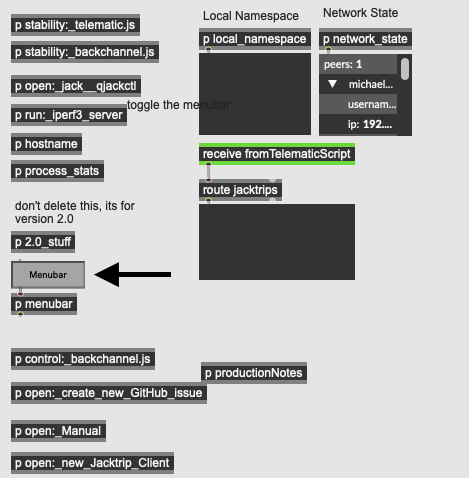 p stability:_telematic.js
p stability:_backchannel.js
p open:_jack__qjackctl
p run:_iperf3_server
toggle the menubar
p hostname
p process_stats
don't delete this, its for
version 2.0
p 2.0_stuff
Menubar
p menubar
p control:_backchannel.js
p open:_create_new_GitHub_issue
p open:_Manual
p open:_new_Jacktrip_Client
Local Namespace
p local_namespace
Network State
p network_state
peers: 1
michael...
usernam...
ip: 192....
receive fromTelematicScript
route jacktrips
p productionNotes